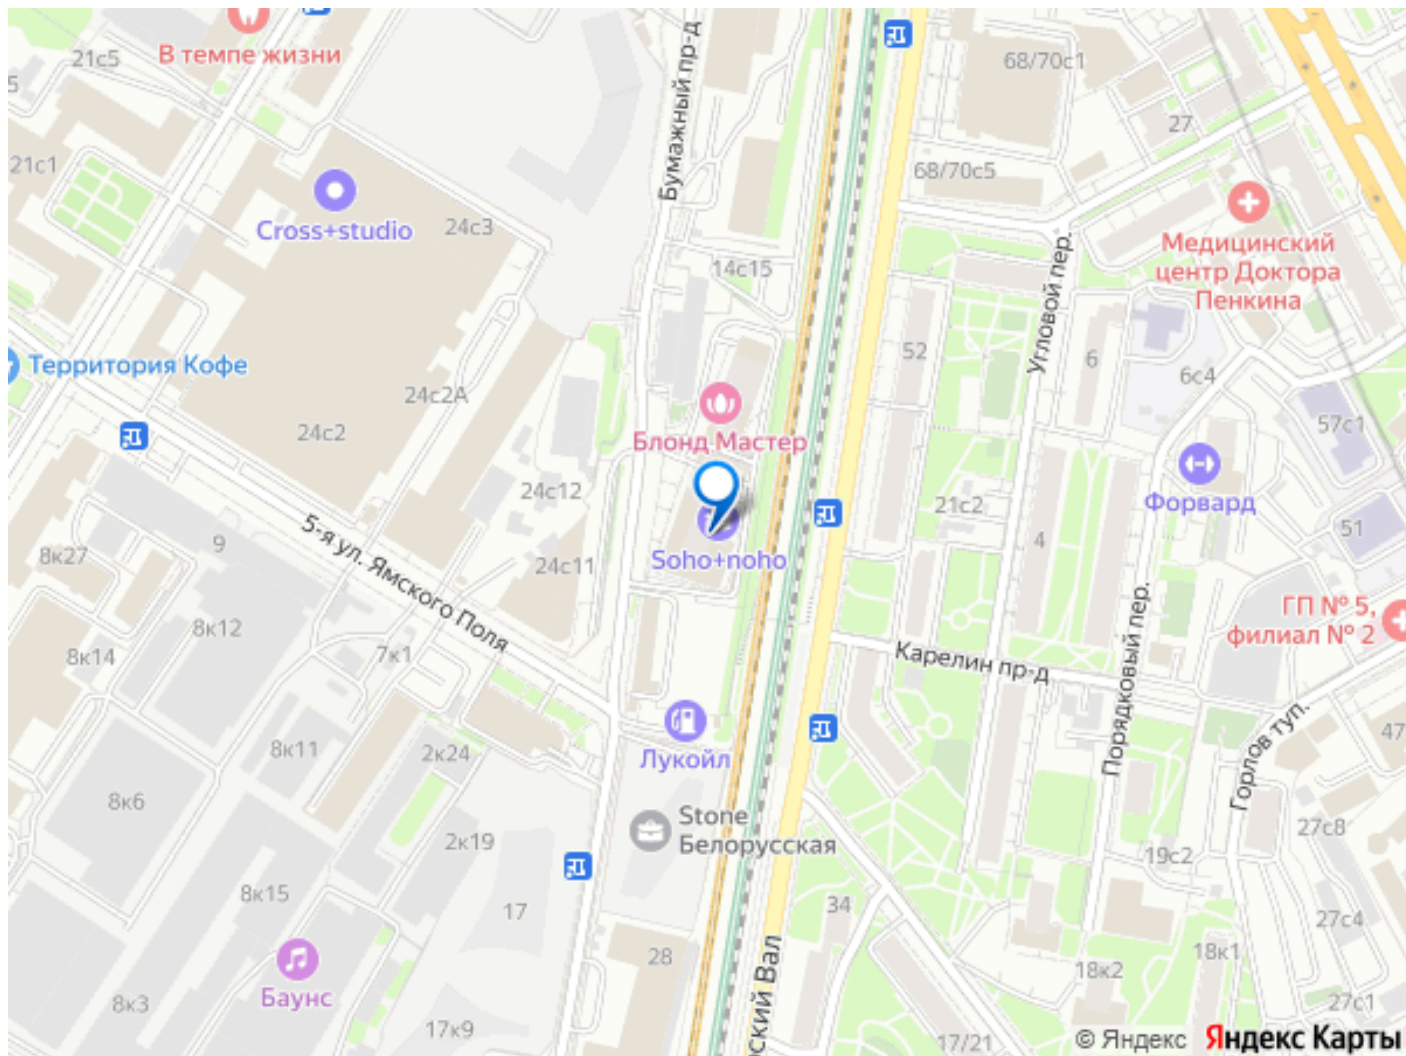 В темпе жизни
21с5
5
21с1
Cross+studio
24с3
Бумажный пр-д
68/70с1
27
68/70с5
Медицинский
центр Доктора
Пенкина
14с15
Угловой пер.
52
6
6с4
57с1
Территория Кофе
24с2А
24с2
Блонд Мастер
Форвард
24с12
21с2
51
4
5-я ул. Ямского Поля
9
8к27
24с11
Soho+noho
ГП № 5,
филиал № 2
8к12
8к14
7к1
Карелин пр-д
Порядковый пер.
Горлов туп.
47
8к11
2к24
Лукойл
8к6
Stone
Белорусская
27с8
2к19
19с2
8к15
17
34
27с4
28
18к2
18к1
Баунс
8к3
17к9
ский Вал
17/21
27с1
© Яндекс Яндекс Карты